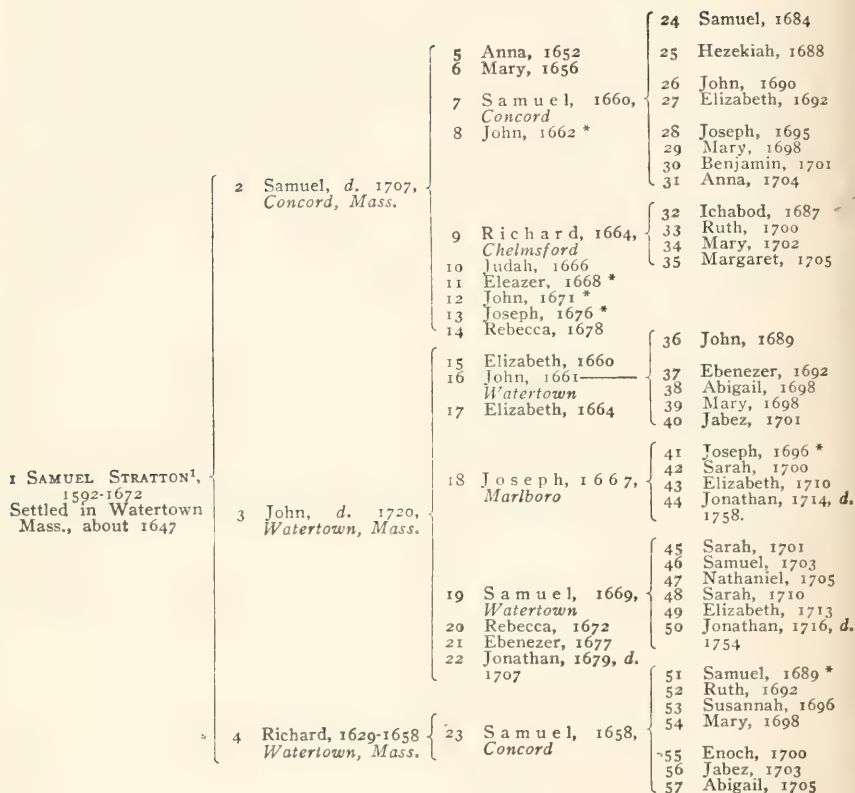 1 SAMUEL STRATTON¹,
1592-1672
Settled in Watertown
Mass., about 1647
2 Samuel, d. 1707,
Concord, Mass.
3 John, d. 1720,
Watertown, Mass.
4 Richard, 1629-1658
Watertown, Mass.
5 Anna, 1652
6 Mary, 1656
7 Samuel, 1660,
Concord
8 John, 1662 *
9 Richard, 1664,
Chelmsford
10 Judah, 1666
11 Eleazer, 1668 *
12 John, 1671 *
13 Joseph, 1676 *
14 Rebecca, 1678
15 Elizabeth, 1660
16 John, 1661
Watertown
17 Elizabeth, 1664
18 Joseph, 1667,
Marlboro
19 Samuel, 1669,
Watertown
20 Rebecca, 1672
21 Ebenezer, 1677
22 Jonathan, 1679, d.
1707
23 Samuel, 1658,
Concord
24 Samuel, 1684
25 Hezekiah, 1688
26 John, 1690
27 Elizabeth, 1692
28 Joseph, 1695
29 Mary, 1698
30 Benjamin, 1701
31 Anna, 1704
32 Ichabod, 1687
33 Ruth, 1700
34 Mary, 1702
35 Margaret, 1705
36 John, 1689
37 Ebenezer, 1692
38 Abigail, 1698
39 Mary, 1698
40 Jabez, 1701
41 Joseph, 1696 *
42 Sarah, 1700
43 Elizabeth, 1710
44 Jonathan, 1714, d.
1758.
45 Sarah, 1701
46 Samuel, 1703
47 Nathaniel, 1705
48 Sarah, 1710
49 Elizabeth, 1713
50 Jonathan, 1716, d.
1754
51 Samuel, 1689 *
52 Ruth, 1692
53 Susannah, 1696
54 Mary, 1698
55 Enoch, 1700
56 Jabez, 1703
57 Abigail, 1705